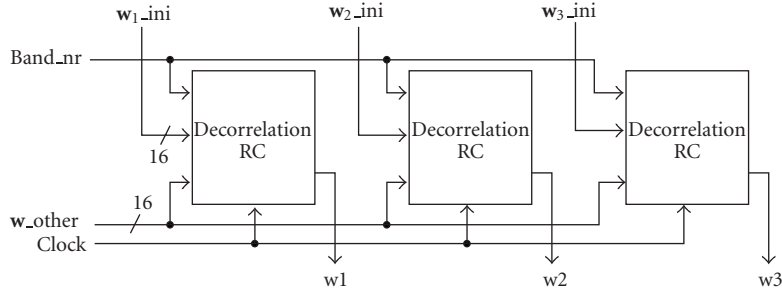 w1_ini
w2_ini
w3_ini
Band_nr
Decorrelation
RC
Decorrelation
RC
Decorrelation
RC
16
w_other
16
Clock
w1
w2
w3